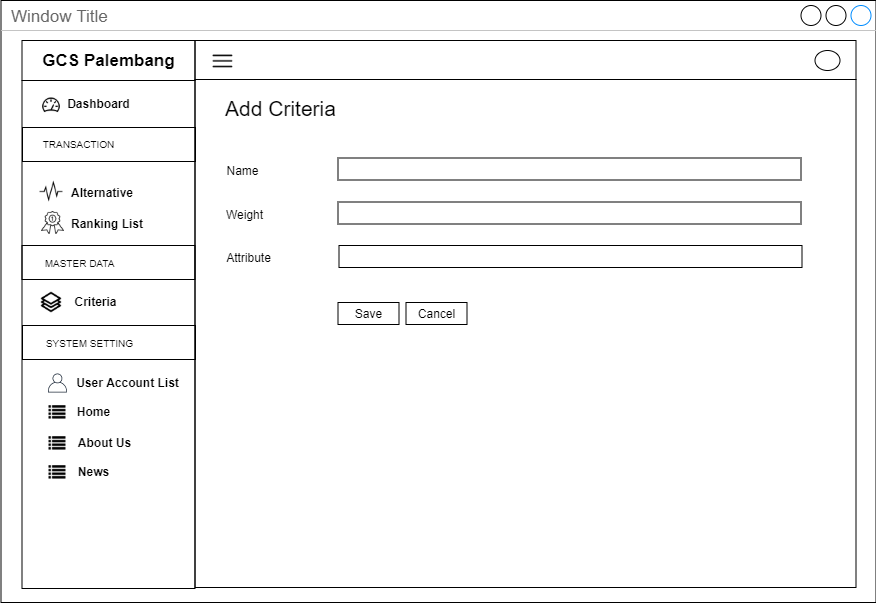 Window Title
GCS Palembang
Dashboard
TRANSACTION
Alternative
Ranking List
MASTER DATA
Criteria
SYSTEM SETTING
User Account List
Home
About Us
News
Add Criteria
Name
Weight
Attribute
Save
Cancel